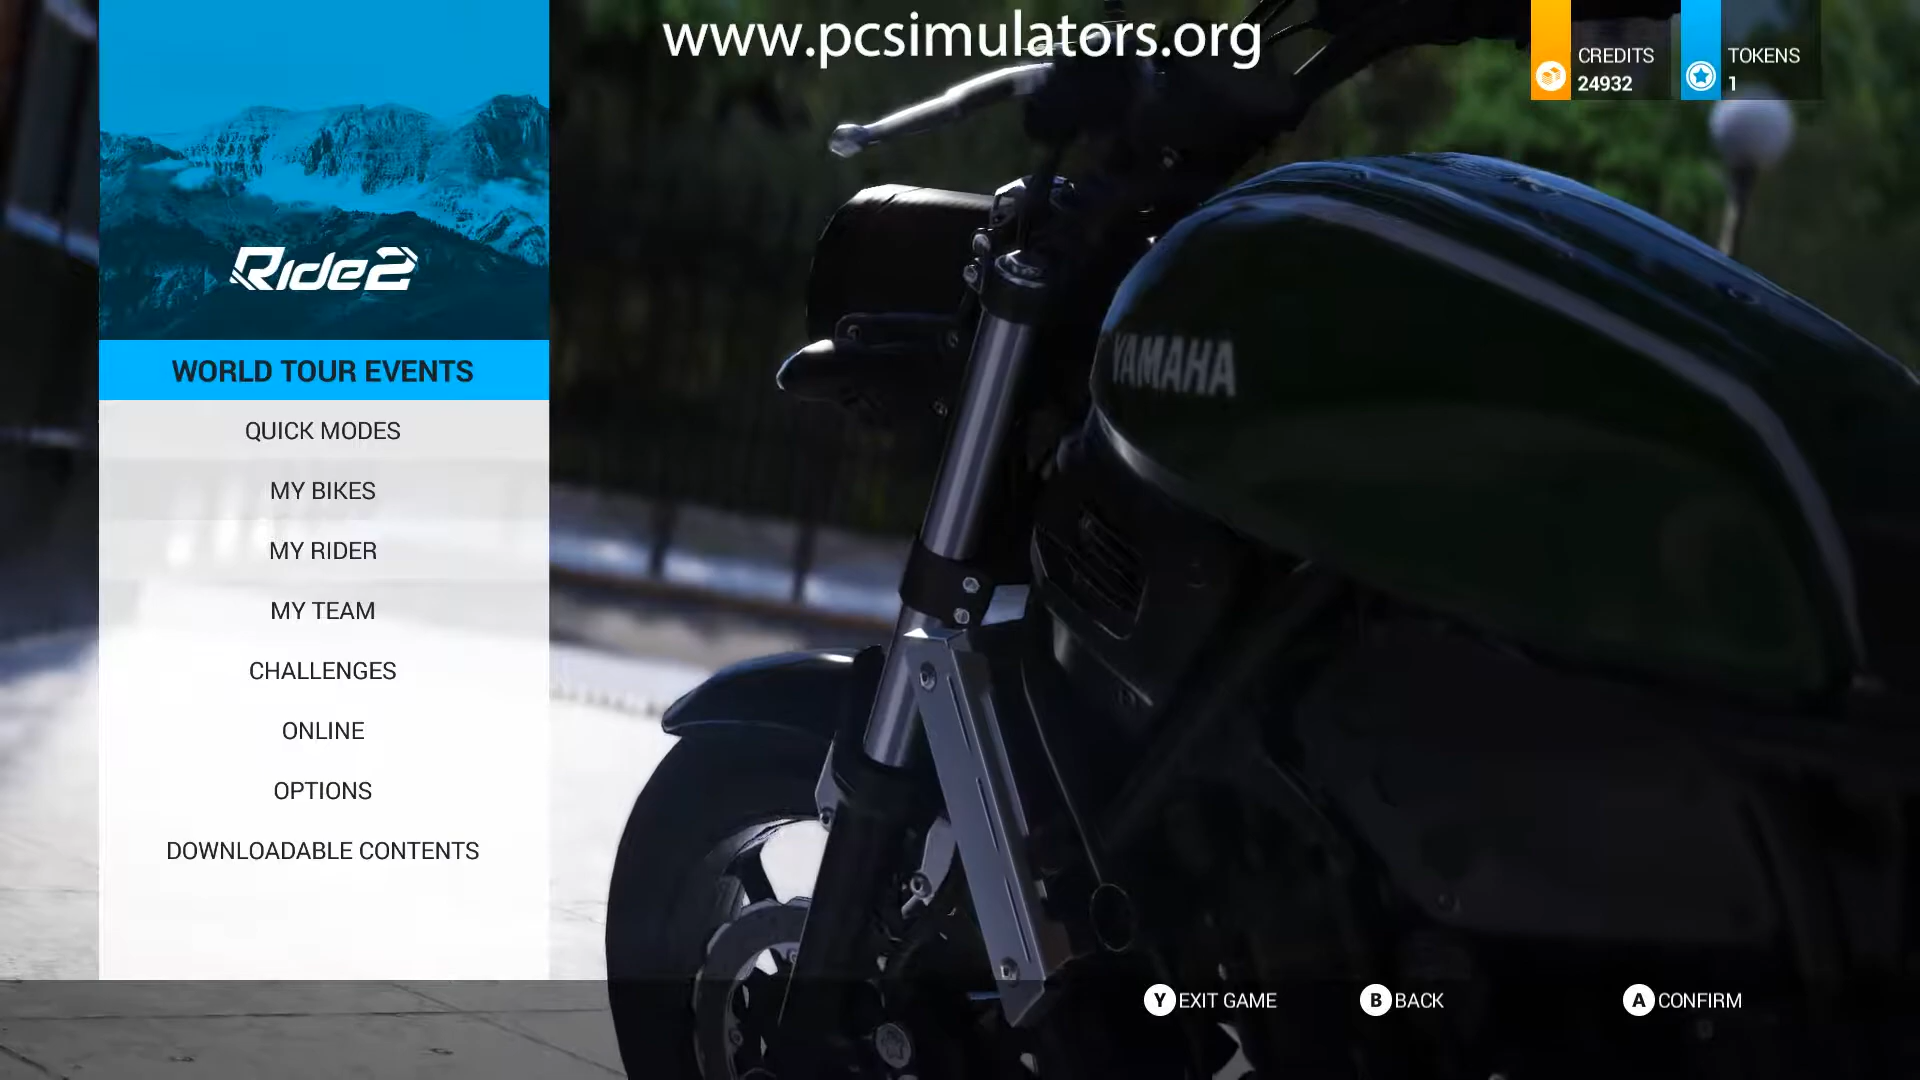 www.pcsimulators.org
CREDITS
24932
TOKENS
1
Ride2
WORLD TOUR EVENTS
QUICK MODES
MY BIKES
MY RIDER
MY TEAM
CHALLENGES
ONLINE
OPTIONS
DOWNLOADABLE CONTENTS
YAMAHA
Y EXIT GAME
B BACK
A CONFIRM